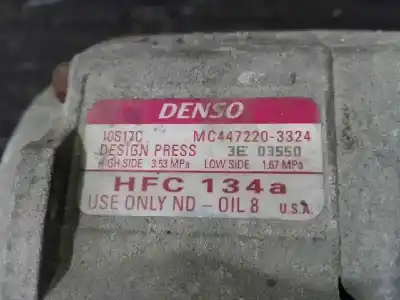 DENSO
10S17C MC447220-3324
DESIGN PRESS 3E 03550
HIGH SIDE 3.53 MPa LOW SIDE 1.67 MPa
HFC 134a
USE ONLY ND-OIL 8 U.S.A.